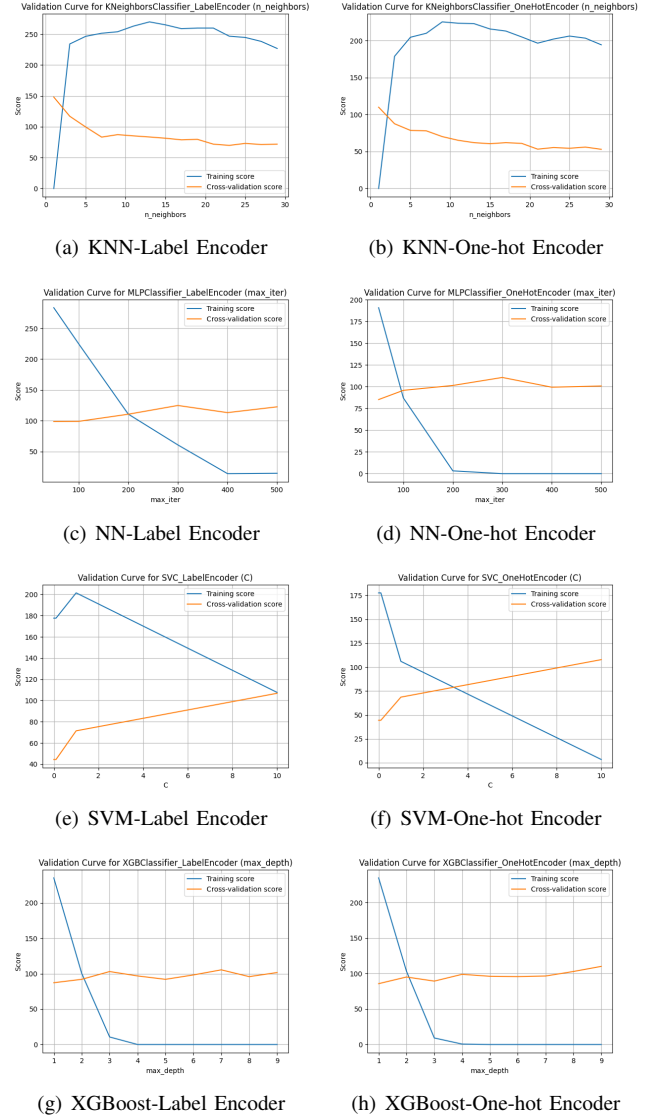 Validation Curve for KNeighborsClassifier_LabelEncoder (n_neighbors)
250
200
150
100
50
0
Score
Training score
Cross-validation score
0 5 10 15 20 25 30
n_neighbors
(a) KNN-Label Encoder
Validation Curve for KNeighborsClassifier_OneHotEncoder (n_neighbors)
200
150
100
50
0
Score
Training score
Cross-validation score
0 5 10 15 20 25 30
n_neighbors
(b) KNN-One-hot Encoder
Validation Curve for MLPClassifier_LabelEncoder (max_iter)
250
200
150
100
50
Score
Training score
Cross-validation score
100 200 300 400 500
max_iter
(c) NN-Label Encoder
Validation Curve for MLPClassifier_OneHotEncoder (max_iter)
200
175
150
125
100
75
50
25
0
Score
Training score
Cross-validation score
100 200 300 400 500
max_iter
(d) NN-One-hot Encoder
Validation Curve for SVC_LabelEncoder (C)
200
180
160
140
120
100
80
60
40
Score
Training score
Cross-validation score
0 2 4 6 8 10
C
(e) SVM-Label Encoder
Validation Curve for SVC_OneHotEncoder (C)
175
150
125
100
75
50
25
0
Score
Training score
Cross-validation score
0 2 4 6 8 10
C
(f) SVM-One-hot Encoder
Validation Curve for XGBClassifier_LabelEncoder (max_depth)
200
150
100
50
0
Score
Training score
Cross-validation score
1 2 3 4 5 6 7 8 9
max_depth
(g) XGBoost-Label Encoder
Validation Curve for XGBClassifier_OneHotEncoder (max_depth)
200
150
100
50
0
Score
Training score
Cross-validation score
1 2 3 4 5 6 7 8 9
max_depth
(h) XGBoost-One-hot Encoder